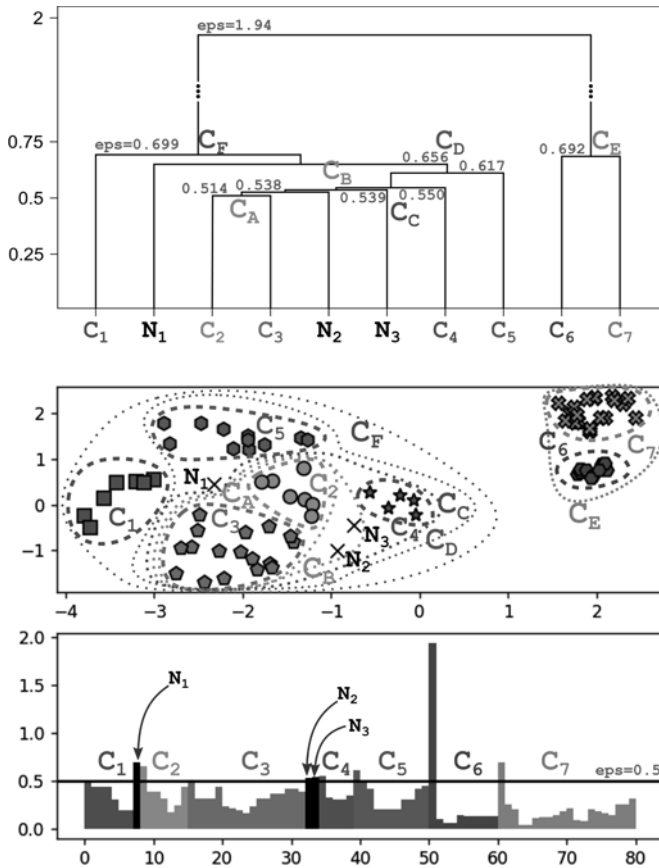 2
eps=1.94
0.75
eps=0.699
C_F
C_D
0.692
C_E
0.656
0.617
C_B
0.514
0.538
0.539
0.550
0.5
C_A
C_C
0.25
C_1 N_1 C_2 C_3 N_2 N_3 C_4 C_5 C_6 C_7
2
1
0
−1
C_5
C_F
C_6
C_7
N_1
C_A
C_2
C_1
C_3
C_4
C_C
C_E
N_3
C_D
N_2
C_B
−4 −3 −2 −1 0 1 2
2.0
1.5
1.0
0.5
0.0
N_1
N_2
N_3
C_1 C_2 C_3 C_4 C_5 C_6 C_7
eps=0.5
0 10 20 30 40 50 60 70 80